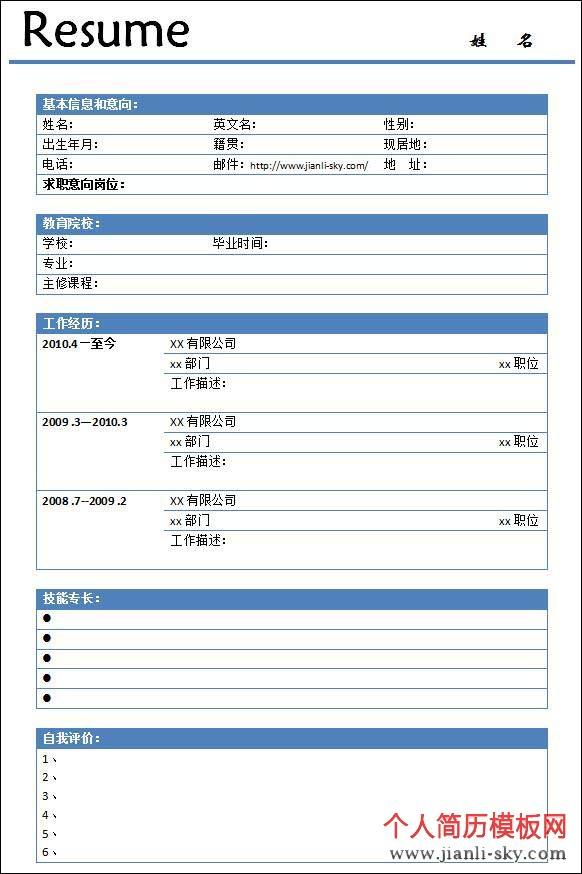 Resume
姓 名
基本信息和意向：
姓名： 英文名： 性别：
出生年月： 籍贯： 现居地：
电话： 邮件：http://www.jianli-sky.com/ 地 址：
求职意向岗位：
教育院校：
学校： 毕业时间：
专业：
主修课程：
工作经历：
2010.4 —至今 XX 有限公司
xx 部门 xx 职位
工作描述：
2009 .3—2010.3 XX 有限公司
xx 部门 xx 职位
工作描述：
2008 .7--2009 .2 XX 有限公司
xx 部门 xx 职位
工作描述：
技能专长：
●
●
●
●
●
自我评价：
1、
2、
3、
4、
5、
6、
个人简历模板网
www.jianli-sky.com